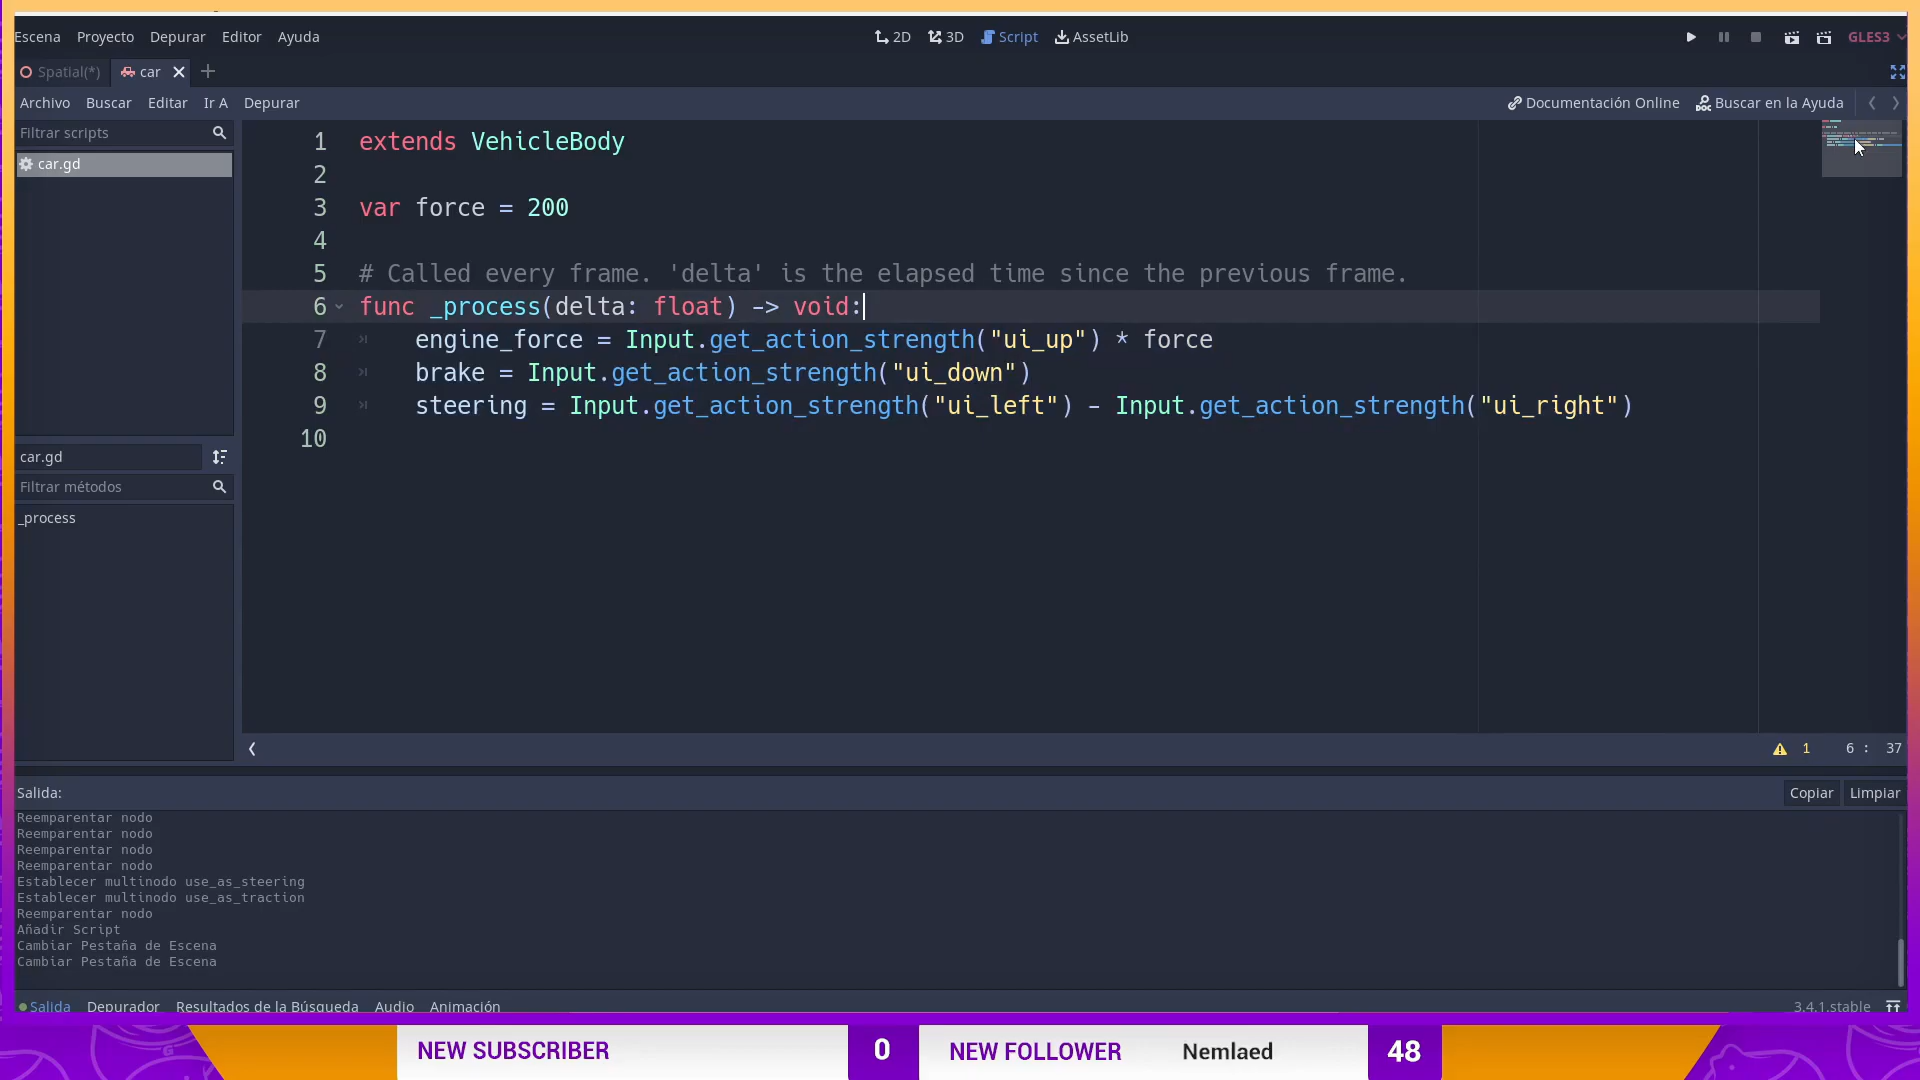 Escena Proyecto Depurar Editor Ayuda 2D 3D Script AssetLib GLES3
Spatial(*) car
Archivo Buscar Editar Ir A Depurar Documentación Online Buscar en la Ayuda
Filtrar scripts
car.gd
1 extends VehicleBody
2
3 var force = 200
4
5 # Called every frame. 'delta' is the elapsed time since the previous frame.
6 func _process(delta: float) -> void:
7 engine_force = Input.get_action_strength("ui_up") * force
8 brake = Input.get_action_strength("ui_down")
9 steering = Input.get_action_strength("ui_left") - Input.get_action_strength("ui_right")
10
car.gd
Filtrar métodos
_process
1 6 : 37
Salida: Copiar Limpiar
Reemparentar nodo
Reemparentar nodo
Reemparentar nodo
Reemparentar nodo
Establecer multinodo use_as_steering
Establecer multinodo use_as_traction
Reemparentar nodo
Añadir Script
Cambiar Pestaña de Escena
Cambiar Pestaña de Escena
Salida Depurador Resultados de la Búsqueda Audio Animación 3.4.1.stable
NEW SUBSCRIBER 0 NEW FOLLOWER Nemlaed 48